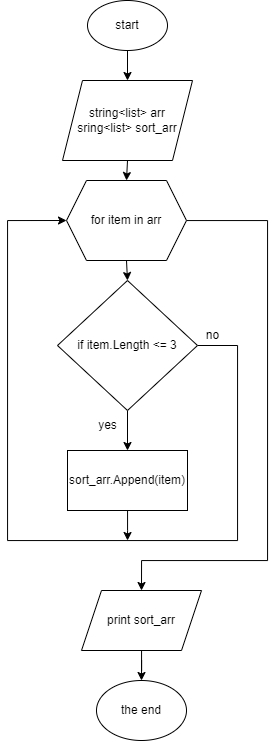 start
string<list> arr
sring<list> sort_arr
for item in arr
if item.Length <= 3
no
yes
sort_arr.Append(item)
print sort_arr
the end